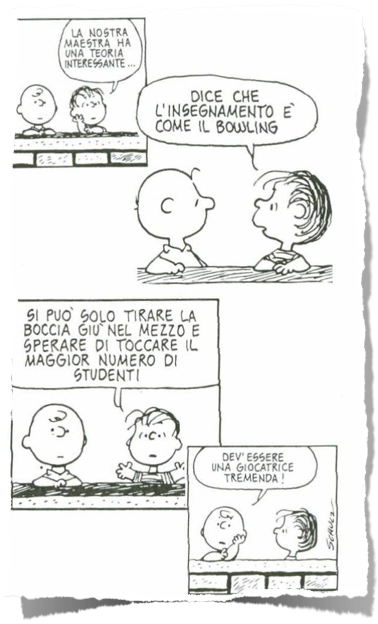 LA NOSTRA
MAESTRA HA
UNA TEORIA
INTERESSANTE...
DICE CHE
L'INSEGNAMENTO È
COME IL BOWLING
SI PUÒ SOLO TIRARE LA
BOCCIA GIÙ NEL MEZZO E
SPERARE DI TOCCARE IL
MAGGIOR NUMERO DI
STUDENTI
DEV'ESSERE
UNA GIOCATRICE
TREMENDA!
SCHULZ